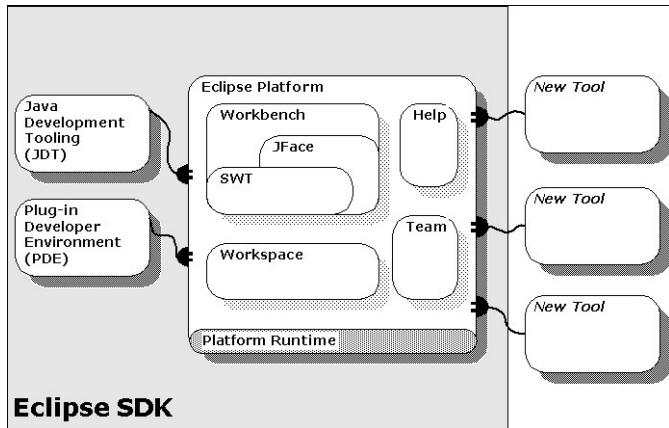 Java
Development
Tooling
(JDT)
Plug-in
Developer
Environment
(PDE)
Eclipse Platform
Workbench
JFace
SWT
Workspace
Help
Team
Platform Runtime
New Tool
New Tool
New Tool
Eclipse SDK